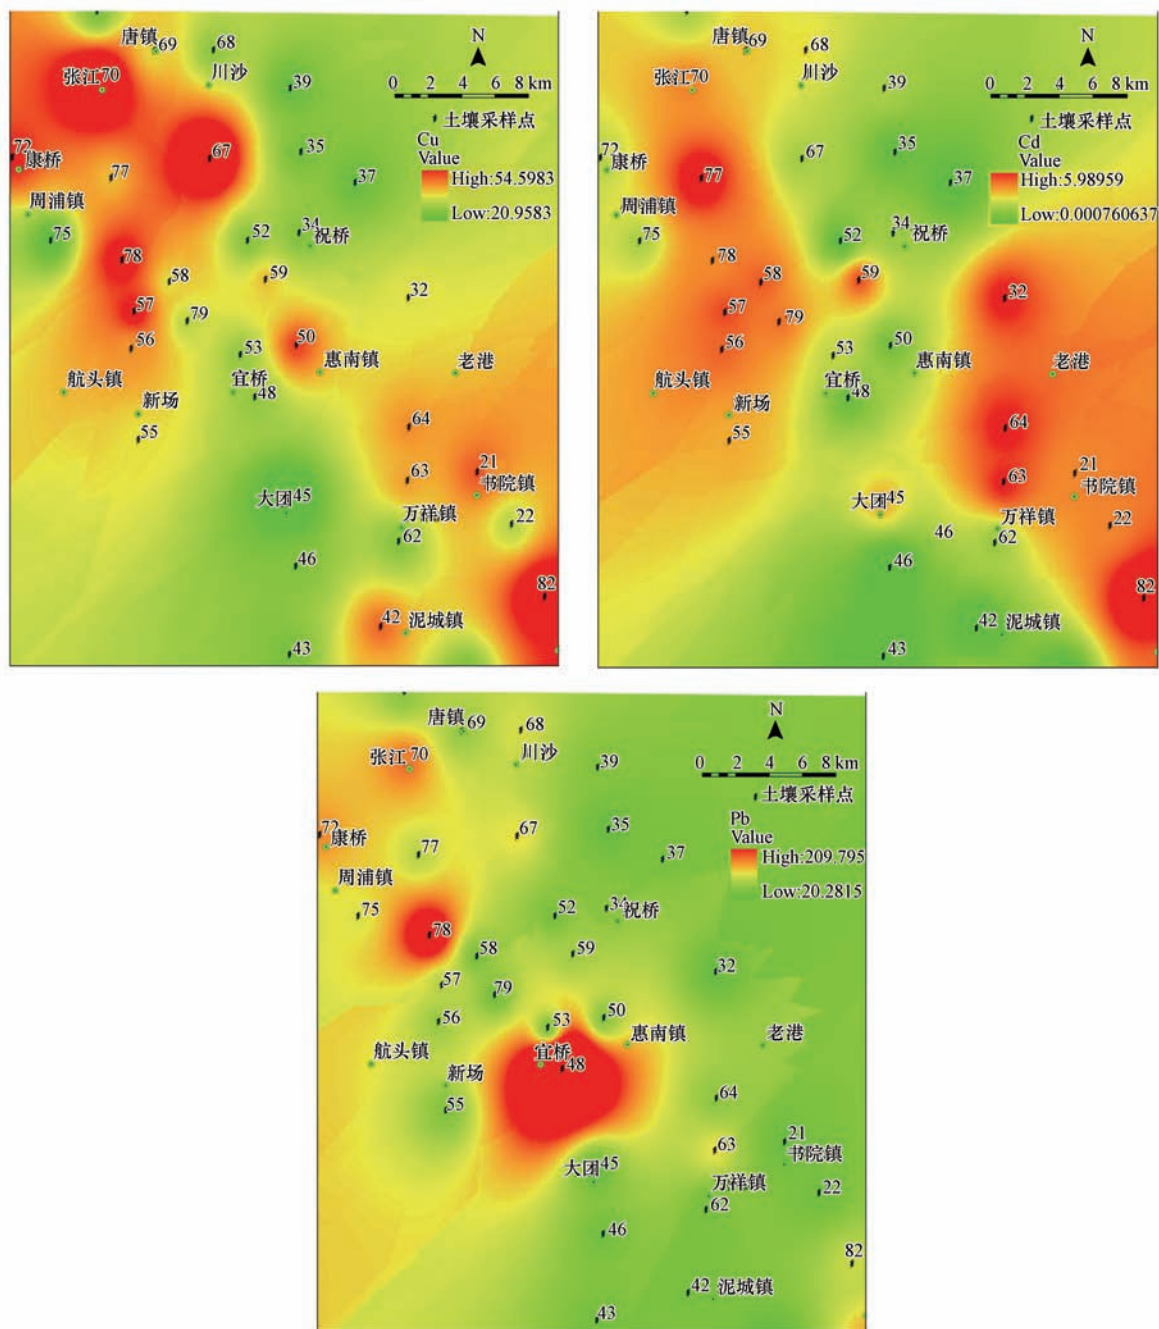 唐镇
69
68
N
张江70
川沙
39
0 2 4 6 8 km
土壤采样点
72
康桥
77
67
35
37
Cu
Value
High:54.5983
Low:20.9583
周浦镇
75
78
58
52
34
祝桥
59
32
57
79
56
53
50
惠南镇
老港
航头镇
新场
55
宣桥
48
64
63
21
书院镇
大团45
万祥镇
22
62
46
82
42
泥城镇
43
唐镇
69
68
N
张江70
川沙
39
0 2 4 6 8 km
土壤采样点
72
康桥
77
67
35
37
Cd
Value
High:5.98959
Low:0.000760637
周浦镇
75
78
58
52
34
祝桥
59
32
57
79
56
53
50
惠南镇
老港
航头镇
新场
55
宣桥
48
64
63
21
书院镇
大团45
46
万祥镇
22
62
46
82
42
泥城镇
43
唐镇
69
68
N
张江70
川沙
39
0 2 4 6 8 km
土壤采样点
72
康桥
77
67
35
37
Pb
Value
High:209.795
Low:20.2815
周浦镇
75
78
58
52
34
祝桥
59
32
57
79
56
53
50
惠南镇
老港
航头镇
新场
55
宣桥
48
64
63
21
书院镇
大团45
万祥镇
22
62
46
82
42
泥城镇
43